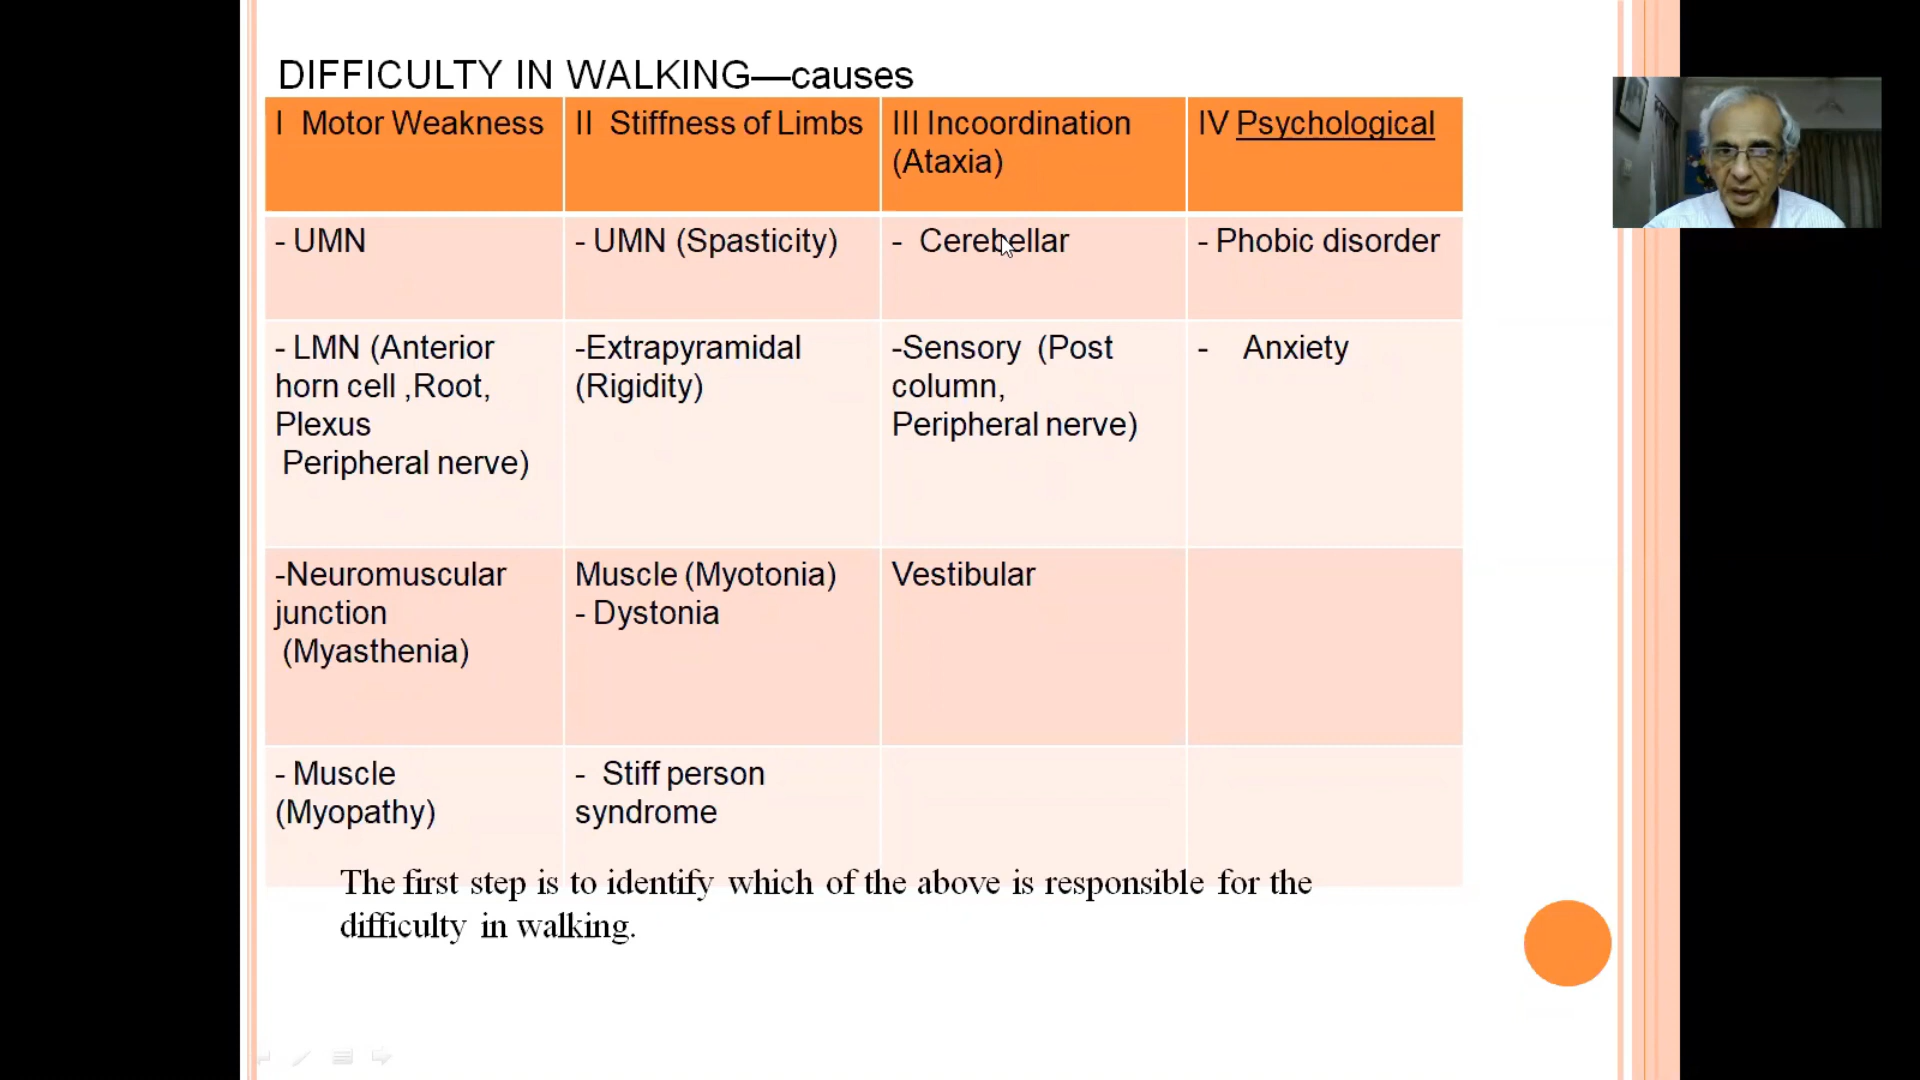 DIFFICULTY IN WALKING—causes
I  Motor Weakness
II  Stiffness of Limbs
III Incoordination
(Ataxia)
IV Psychological
- UMN
- UMN (Spasticity)
-  Cerebellar
- Phobic disorder
- LMN (Anterior
horn cell ,Root,
Plexus
Peripheral nerve)
-Extrapyramidal
(Rigidity)
-Sensory  (Post
column,
Peripheral nerve)
-    Anxiety
-Neuromuscular
junction
(Myasthenia)
Muscle (Myotonia)
- Dystonia
Vestibular
- Muscle
(Myopathy)
-  Stiff person
syndrome
The first step is to identify which of the above is responsible for the
difficulty in walking.